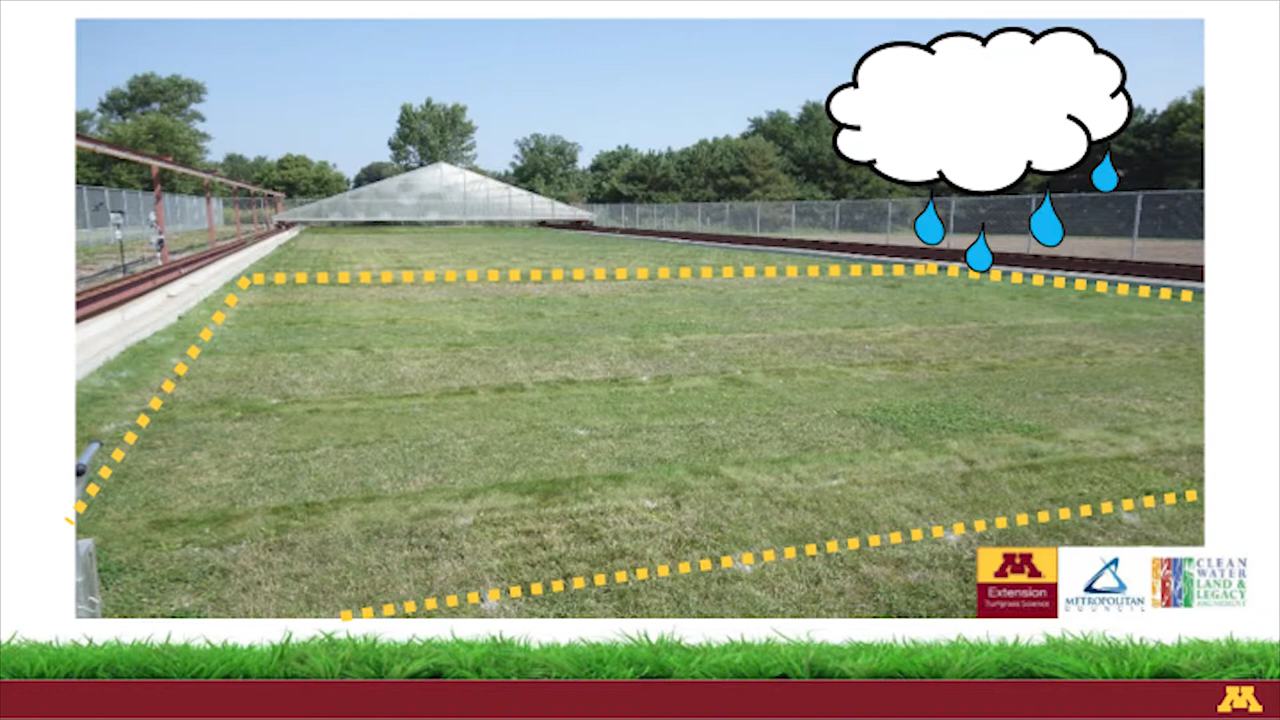 M
Extension
Turfgrass Science
METROPOLITAN
COUNCIL
CLEAN
WATER
LAND &
LEGACY
AMENDMENT
M